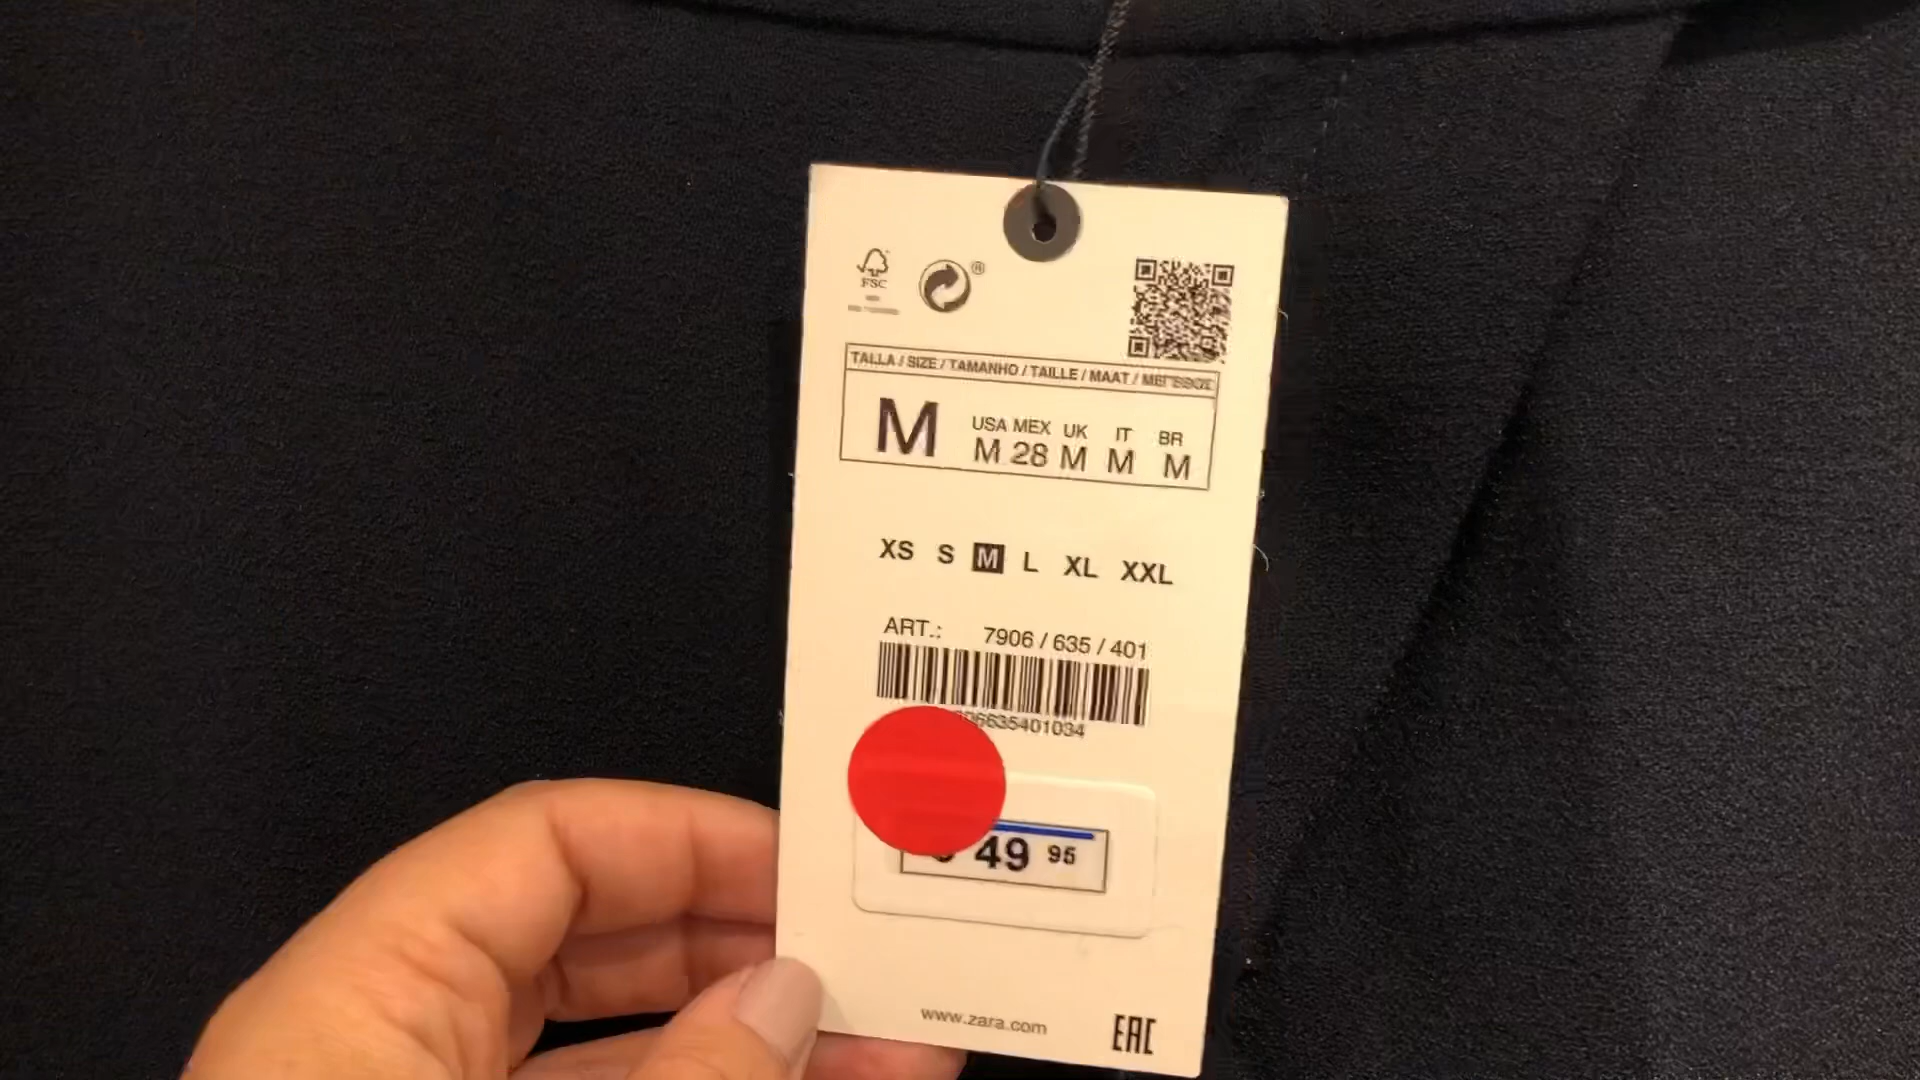 FSC
®
TALLA / SIZE / TAMANHO / TAILLE / MAAT /
M
USA MEX UK IT BR
M 28 M M M
XS S M L XL XXL
ART.: 7906 / 635 / 401
06635401034
49 95
www.zara.com
EAC